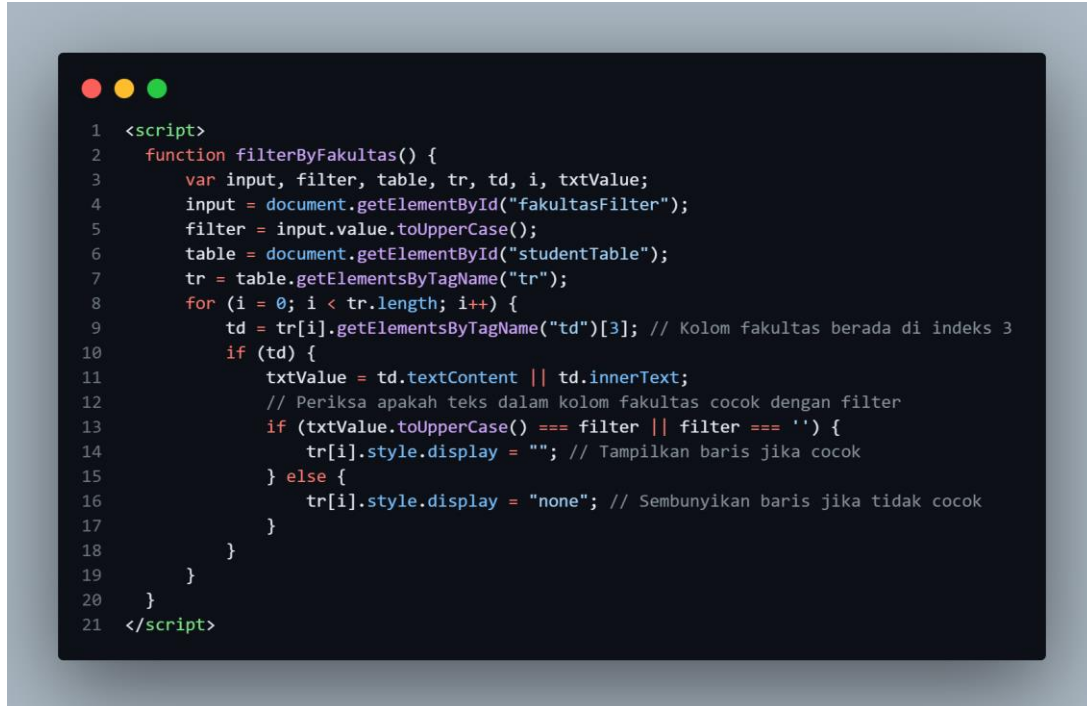 1 <script>
2 function filterByFakultas() {
3 var input, filter, table, tr, td, i, txtValue;
4 input = document.getElementById("fakultasFilter");
5 filter = input.value.toUpperCase();
6 table = document.getElementById("studentTable");
7 tr = table.getElementsByTagName("tr");
8 for (i = 0; i < tr.length; i++) {
9 td = tr[i].getElementsByTagName("td")[3]; // Kolom fakultas berada di indeks 3
10 if (td) {
11 txtValue = td.textContent || td.innerText;
12 // Periksa apakah teks dalam kolom fakultas cocok dengan filter
13 if (txtValue.toUpperCase() === filter || filter === '') {
14 tr[i].style.display = ""; // Tampilkan baris jika cocok
15 } else {
16 tr[i].style.display = "none"; // Sembunyikan baris jika tidak cocok
17 }
18 }
19 }
20 }
21 </script>